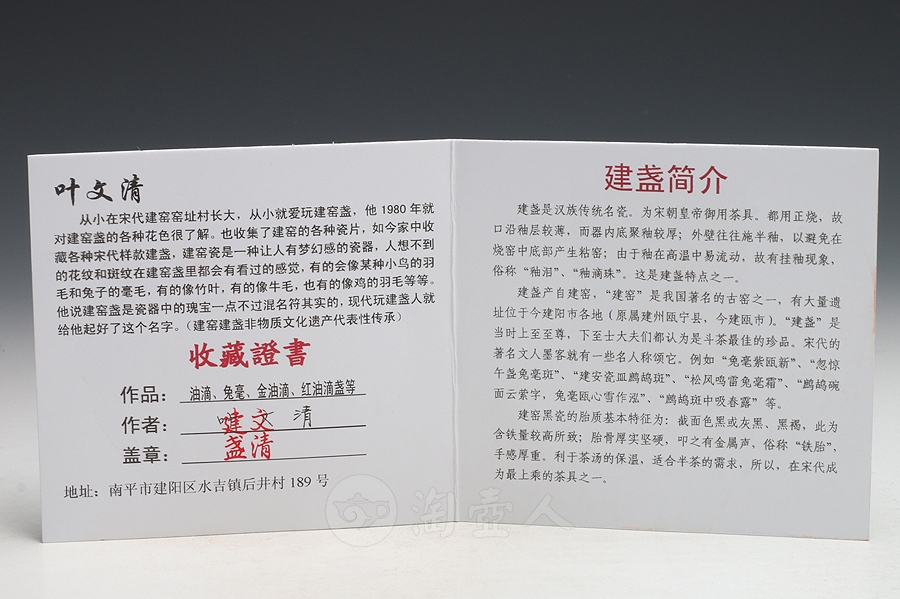 叶文清
从小在宋代建窑窑址村长大，从小就爱玩建窑盏，他1980年就
对建窑盏的各种花色很了解。也收集了建窑的各种瓷片，如今家中收
藏各种宋代样款建盏，建窑瓷是一种让人有梦幻感的瓷器，人想不到
的花纹和斑纹在建窑盏里都会有看过的感觉，有的会像某种小鸟的羽
毛和兔子的毫毛，有的像竹叶，有的像牛毛，也有的像鸡的羽毛等等。
他说建窑盏是瓷器中的瑰宝一点不过混名符其实的，现代玩建盏人就
给他起好了这个名字。（建窑建盏非物质文化遗产代表性传承）
收藏證書
作品：油滴、兔毫、金油滴、红油滴盏等
作者：文清
盖章：建文盏清
地址：南平市建阳区水吉镇后井村189号
建盏简介
建盏是汉族传统名瓷。为宋朝皇帝御用茶具。都用正烧，故
口沿釉层较薄，而器内底聚釉较厚；外壁往往施半釉，以避免在
烧窑中底部产生粘窑；由于釉在高温中易流动，故有挂釉现象，
俗称“釉泪”、“釉滴珠”。这是建盏特点之一。
建盏产自建窑，“建窑”是我国著名的古窑之一，有大量遗
址位于今建阳市各地（原属建州瓯宁县，今建瓯市）。“建盏”是
当时上至至尊，下至士大夫们都认为是斗茶最佳的珍品。宋代的
著名文人墨客就有一些名人称颂它。例如“兔毫紫瓯新”、“忽惊
午盏兔毫斑”、“建安瓷皿鹧鸪斑”、“松风鸣雷兔毫霜”、“鹧鸪碗
面云萦字，兔毫瓯心雪作泓”、“鹧鸪斑中吸春露”等。
建窑黑瓷的胎质基本特征为：截面色黑或灰黑、黑褐，此为
含铁量较高所致；胎骨厚实坚硬，叩之有金属声，俗称“铁胎”，
手感厚重。利于茶汤的保温，适合半茶的需求，所以，在宋代成
为最上乘的茶具之一。
淘壶人